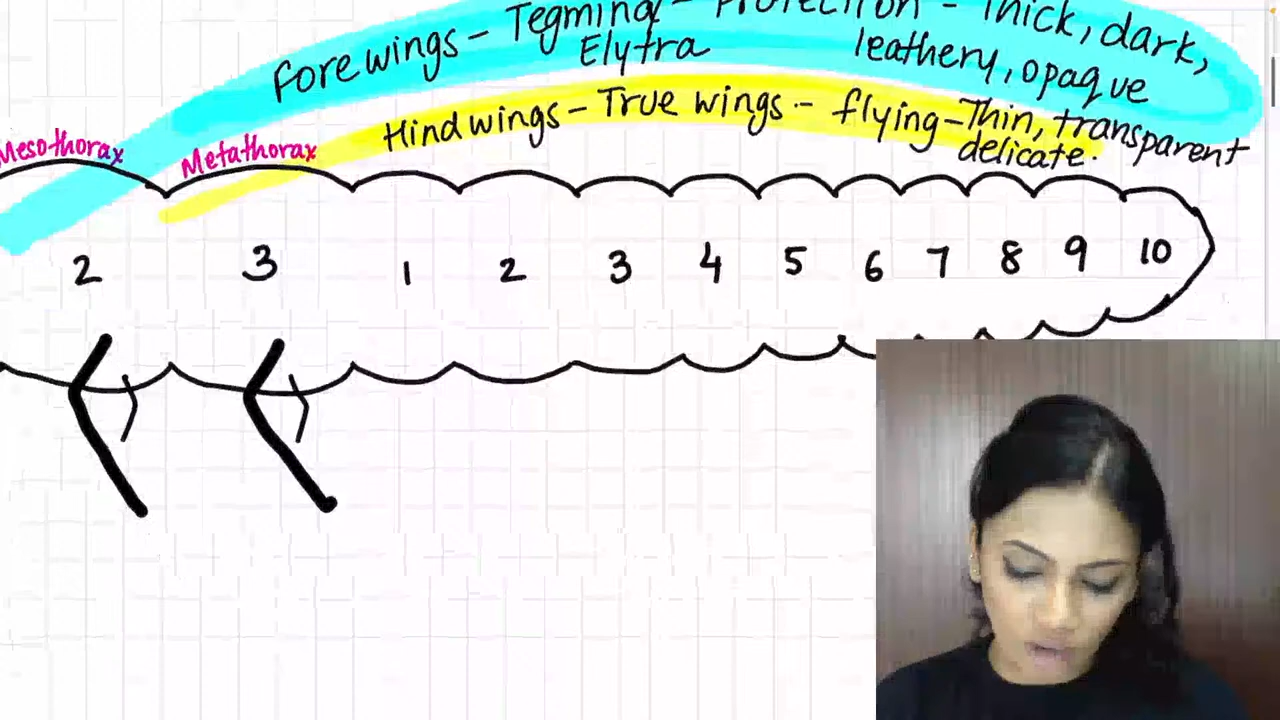 Forewings - Tegmina - Protection - Thick, dark,
Elytra leathery, opaque
Hindwings - True wings - flying - Thin, transparent
delicate.
Mesothorax Metathorax
2 3 1 2 3 4 5 6 7 8 9 10